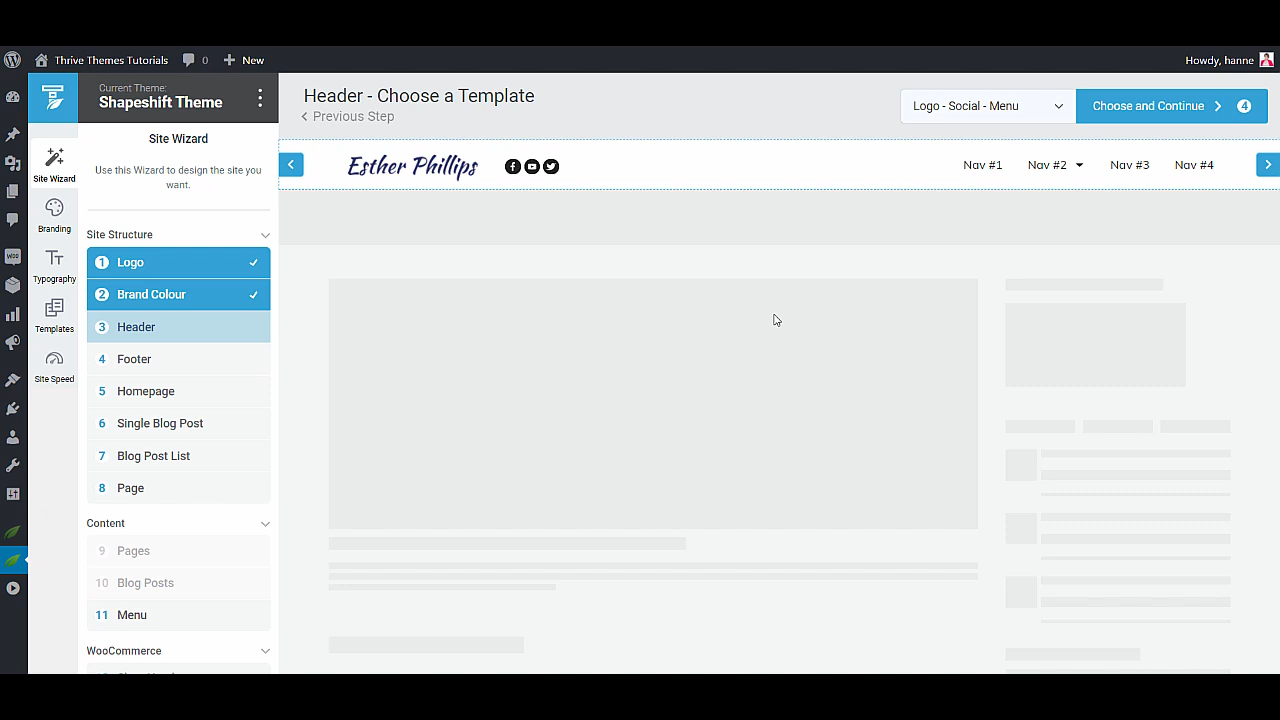 Thrive Themes Tutorials
0
New
Howdy, hanne
Current Theme:
Shapeshift Theme
Site Wizard
Use this Wizard to design the site you
want.
Site Wizard
Branding
Typography
Templates
Site Speed
Site Structure
1 Logo
2 Brand Colour
3 Header
4 Footer
5 Homepage
6 Single Blog Post
7 Blog Post List
8 Page
Content
9 Pages
10 Blog Posts
11 Menu
WooCommerce
Header - Choose a Template
Previous Step
Logo - Social - Menu
Choose and Continue
4
Esther Phillips
Nav #1
Nav #2
Nav #3
Nav #4